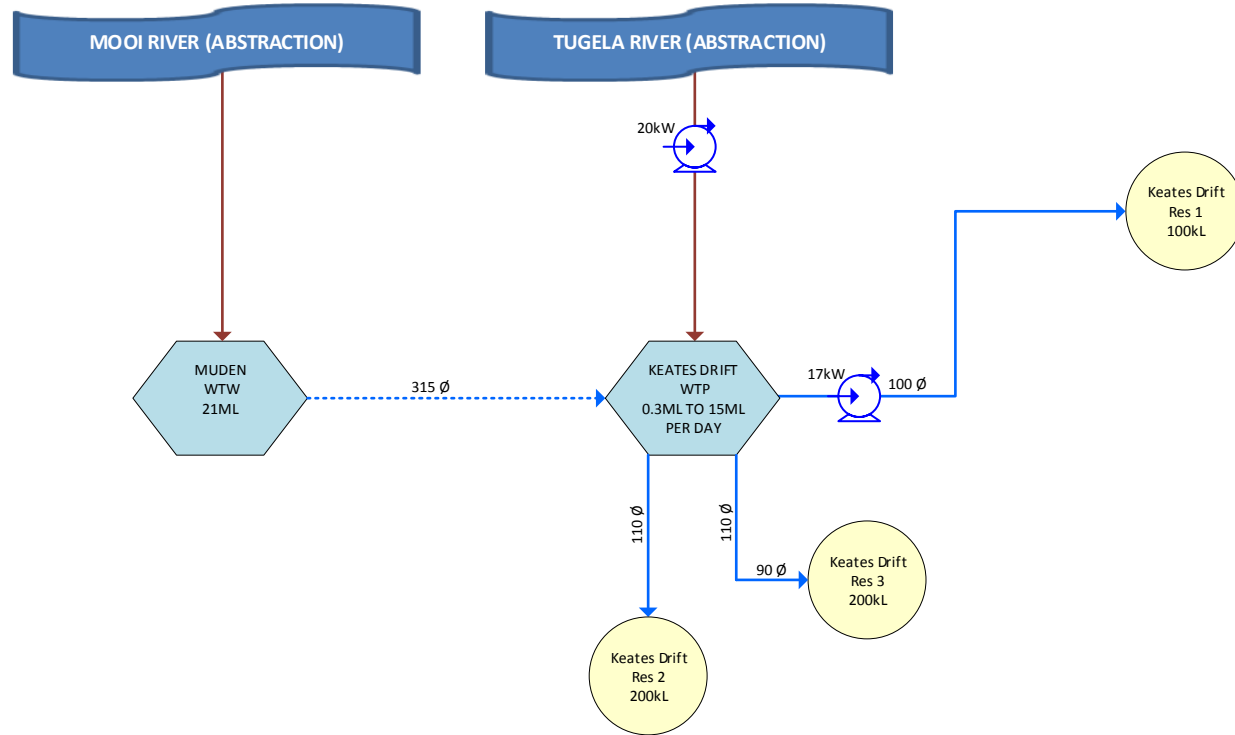 MOOI RIVER (ABSTRACTION)
TUGELA RIVER (ABSTRACTION)
20kW
Keates Drift
Res 1
100kL
MUDEN
WTW
21ML
315 Ø
KEATES DRIFT
WTP
0.3ML TO 15ML
PER DAY
17kW
100 Ø
110 Ø
110 Ø
90 Ø
Keates Drift
Res 3
200kL
Keates Drift
Res 2
200kL